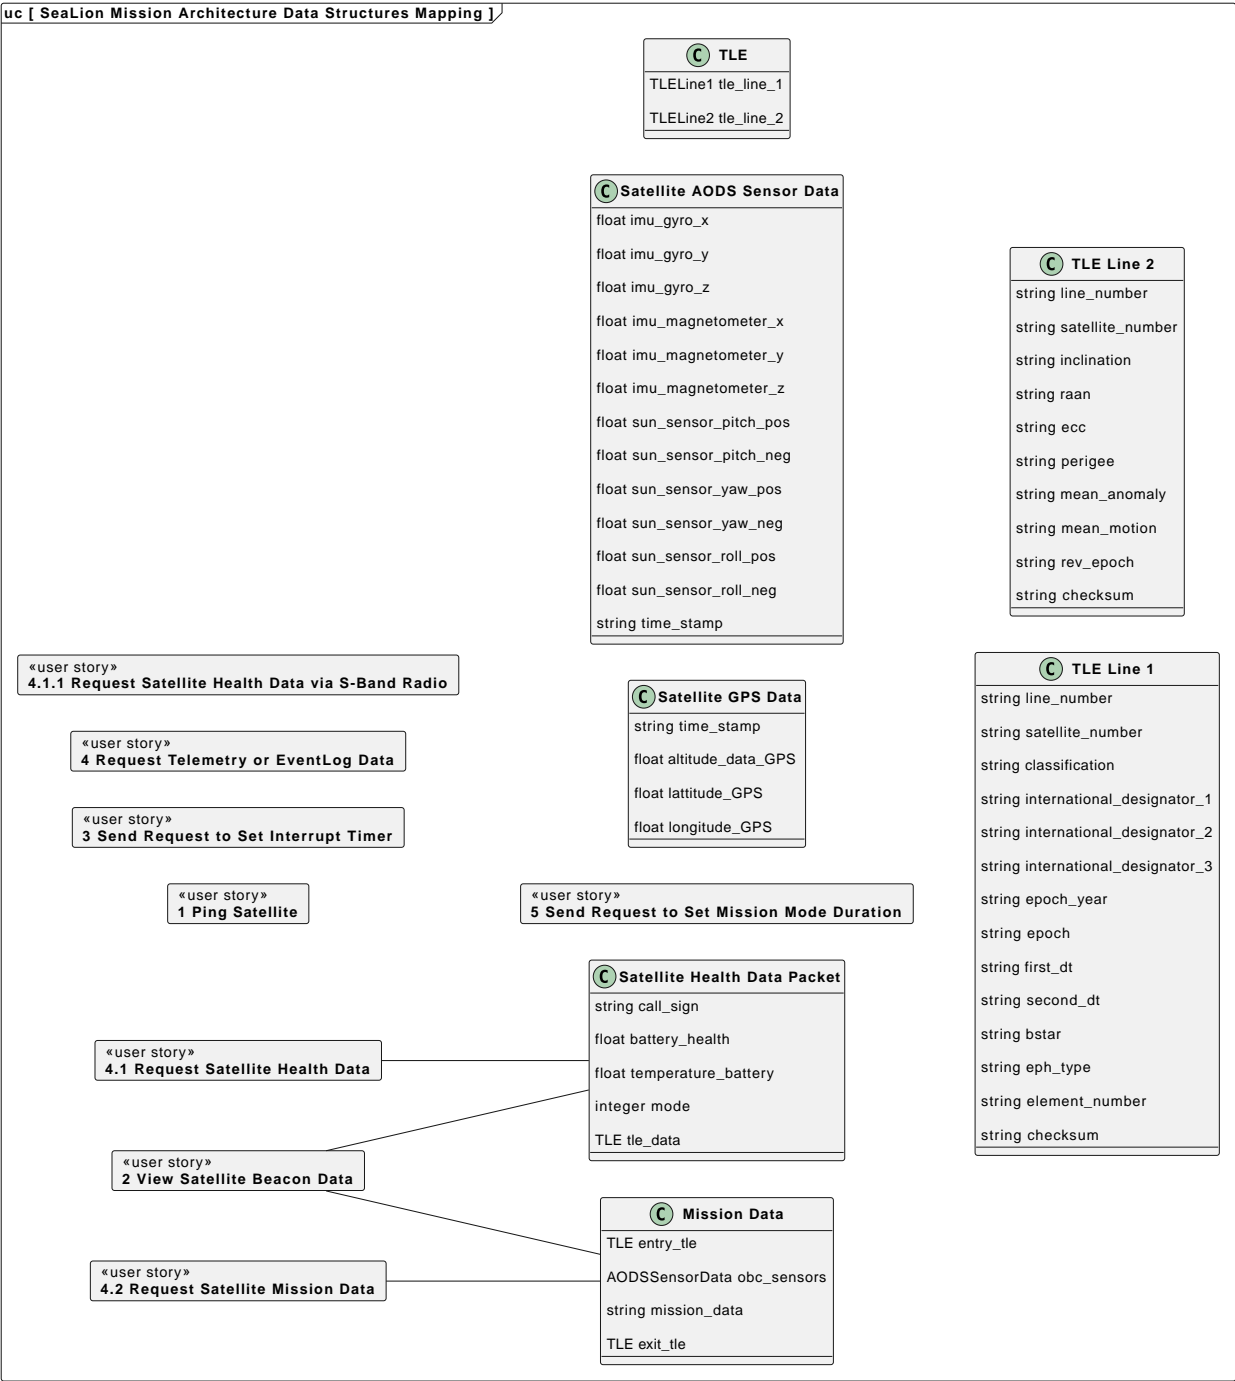 uc [ SeaLion Mission Architecture Data Structures Mapping ]
C TLE
TLELine1 tle_line_1
TLELine2 tle_line_2
C Satellite AODS Sensor Data
float imu_gyro_x
float imu_gyro_y
float imu_gyro_z
float imu_magnetometer_x
float imu_magnetometer_y
float imu_magnetometer_z
float sun_sensor_pitch_pos
float sun_sensor_pitch_neg
float sun_sensor_yaw_pos
float sun_sensor_yaw_neg
float sun_sensor_roll_pos
float sun_sensor_roll_neg
string time_stamp
C TLE Line 2
string line_number
string satellite_number
string inclination
string raan
string ecc
string perigee
string mean_anomaly
string mean_motion
string rev_epoch
string checksum
«user story»
4.1.1 Request Satellite Health Data via S-Band Radio
«user story»
4 Request Telemetry or EventLog Data
«user story»
3 Send Request to Set Interrupt Timer
«user story»
1 Ping Satellite
C Satellite GPS Data
string time_stamp
float altitude_data_GPS
float lattitude_GPS
float longitude_GPS
«user story»
5 Send Request to Set Mission Mode Duration
C TLE Line 1
string line_number
string satellite_number
string classification
string international_designator_1
string international_designator_2
string international_designator_3
string epoch_year
string epoch
string first_dt
string second_dt
string bstar
string eph_type
string element_number
string checksum
C Satellite Health Data Packet
string call_sign
float battery_health
float temperature_battery
integer mode
TLE tle_data
«user story»
4.1 Request Satellite Health Data
«user story»
2 View Satellite Beacon Data
«user story»
4.2 Request Satellite Mission Data
C Mission Data
TLE entry_tle
AODSSensorData obc_sensors
string mission_data
TLE exit_tle